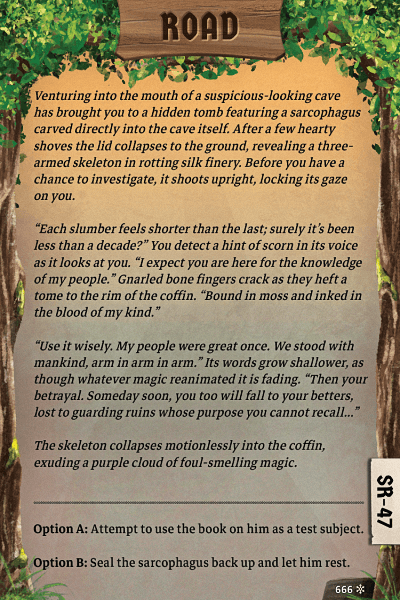 ROAD
Venturing into the mouth of a suspicious-looking cave
has brought you to a hidden tomb featuring a sarcophagus
carved directly into the cave itself. After a few hearty
shoves the lid collapses to the ground, revealing a three-
armed skeleton in rotting silk finery. Before you have a
chance to investigate, it shoots upright, locking its gaze
on you.
“Each slumber feels shorter than the last; surely it’s been
less than a decade?” You detect a hint of scorn in its voice
as it looks at you. “I expect you are here for the knowledge
of my people.” Gnarled bone fingers crack as they heft a
tome to the rim of the coffin. “Bound in moss and inked in
the blood of my kind.”
“Use it wisely. My people were great once. We stood with
mankind, arm in arm in arm.” Its words grow shallower, as
though whatever magic reanimated it is fading. “Then your
betrayal. Someday soon, you too will fall to your betters,
lost to guarding ruins whose purpose you cannot recall...”
The skeleton collapses motionlessly into the coffin,
exuding a purple cloud of foul-smelling magic.
Option A: Attempt to use the book on him as a test subject.
Option B: Seal the sarcophagus back up and let him rest.
SR-47
666 ✻